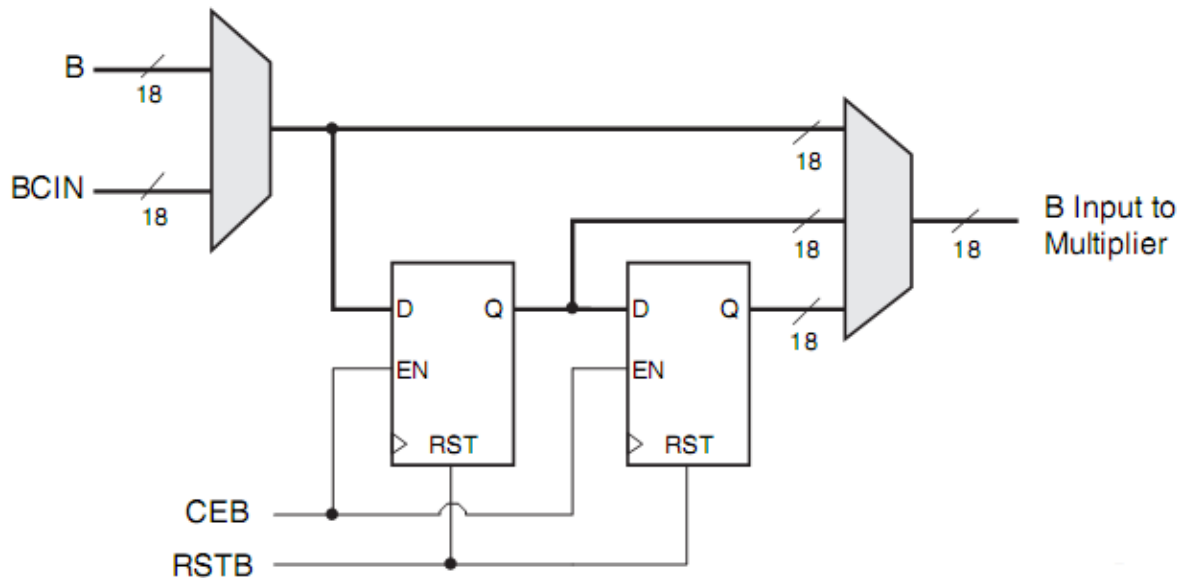 B
18
BCIN
18
18
18
18
18
B Input to
Multiplier
D
Q
EN
RST
D
Q
EN
RST
CEB
RSTB